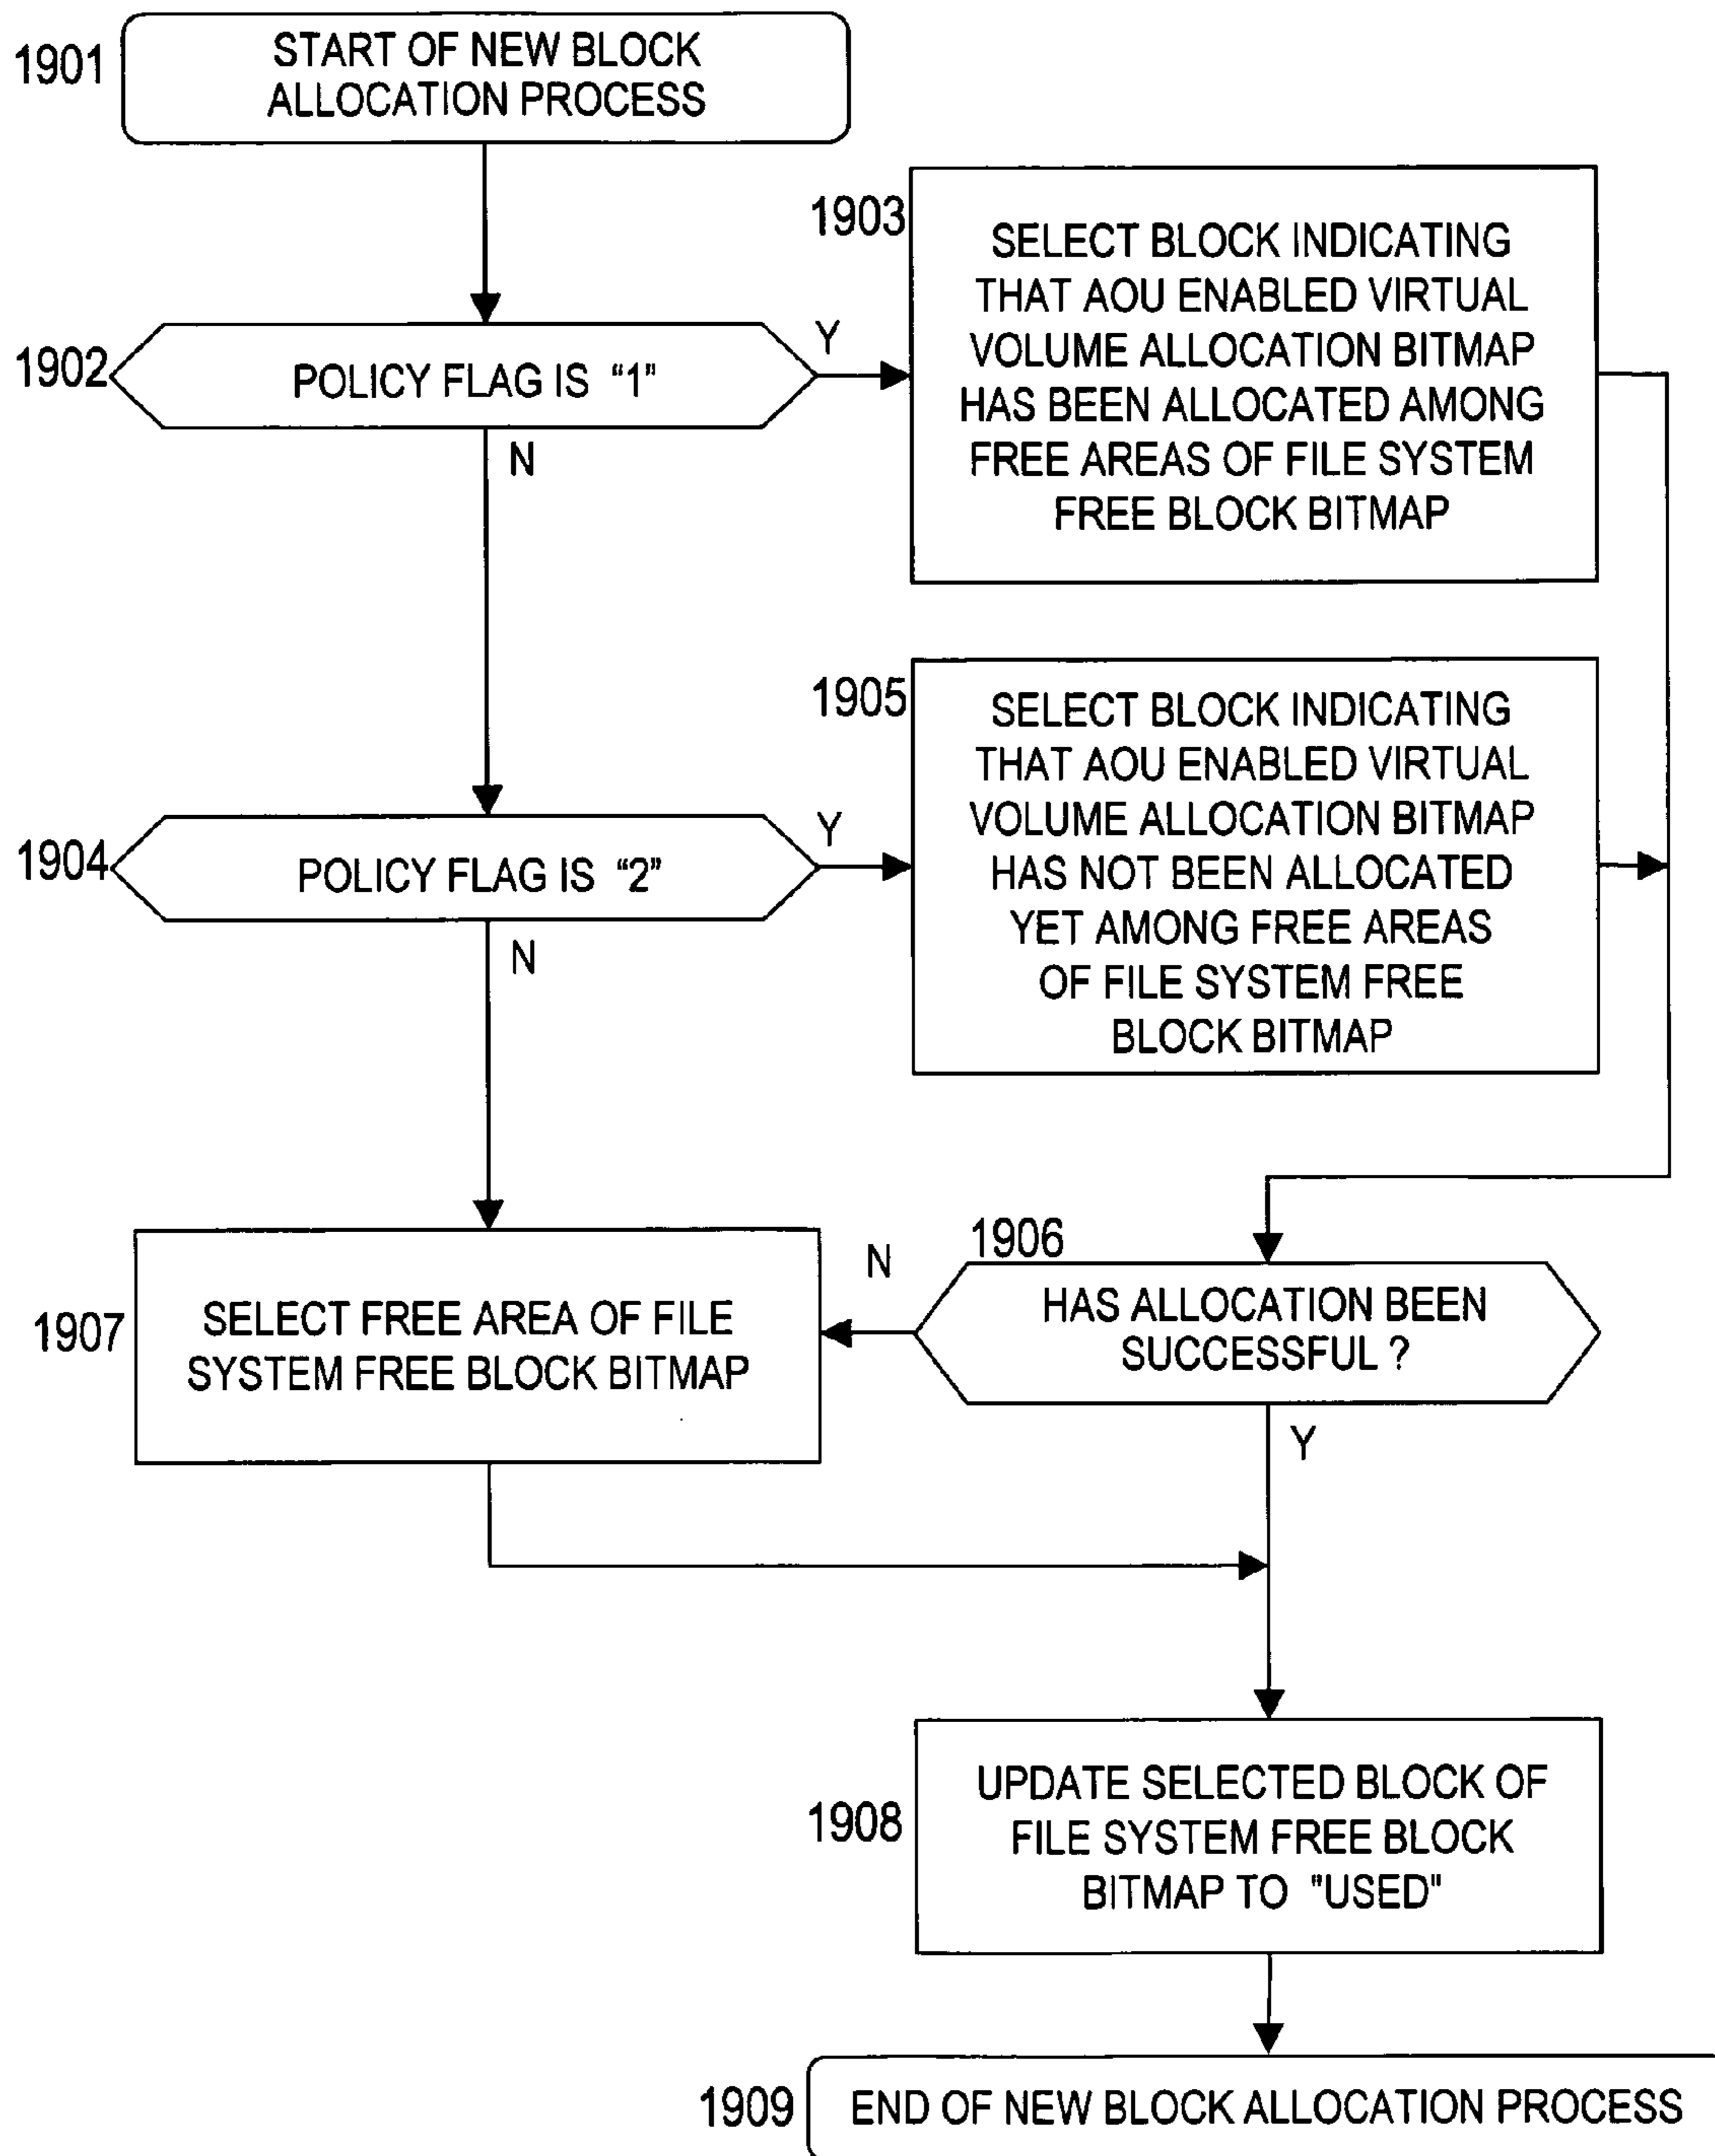 1901
START OF NEW BLOCK
ALLOCATION PROCESS
1902
POLICY FLAG IS "1"
Y
N
1903
SELECT BLOCK INDICATING
THAT AOU ENABLED VIRTUAL
VOLUME ALLOCATION BITMAP
HAS BEEN ALLOCATED AMONG
FREE AREAS OF FILE SYSTEM
FREE BLOCK BITMAP
1904
POLICY FLAG IS "2"
Y
N
1905
SELECT BLOCK INDICATING
THAT AOU ENABLED VIRTUAL
VOLUME ALLOCATION BITMAP
HAS NOT BEEN ALLOCATED
YET AMONG FREE AREAS
OF FILE SYSTEM FREE
BLOCK BITMAP
1906
HAS ALLOCATION BEEN
SUCCESSFUL ?
N
Y
1907
SELECT FREE AREA OF FILE
SYSTEM FREE BLOCK BITMAP
1908
UPDATE SELECTED BLOCK OF
FILE SYSTEM FREE BLOCK
BITMAP TO "USED"
1909
END OF NEW BLOCK ALLOCATION PROCESS